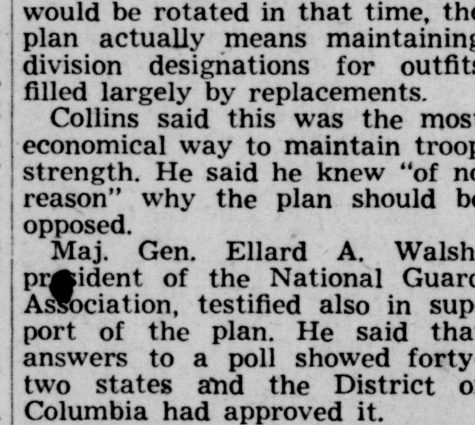 would be rotated in that time, the
plan actually means maintaining
division designations for outfits
filled largely by replacements.
Collins said this was the most
economical way to maintain troop
strength. He said he knew "of no
reason" why the plan should be
opposed.
Maj. Gen. Ellard A. Walsh,
president of the National Guard
Association, testified also in sup-
port of the plan. He said that
answers to a poll showed forty-
two states and the District of
Columbia had approved it.